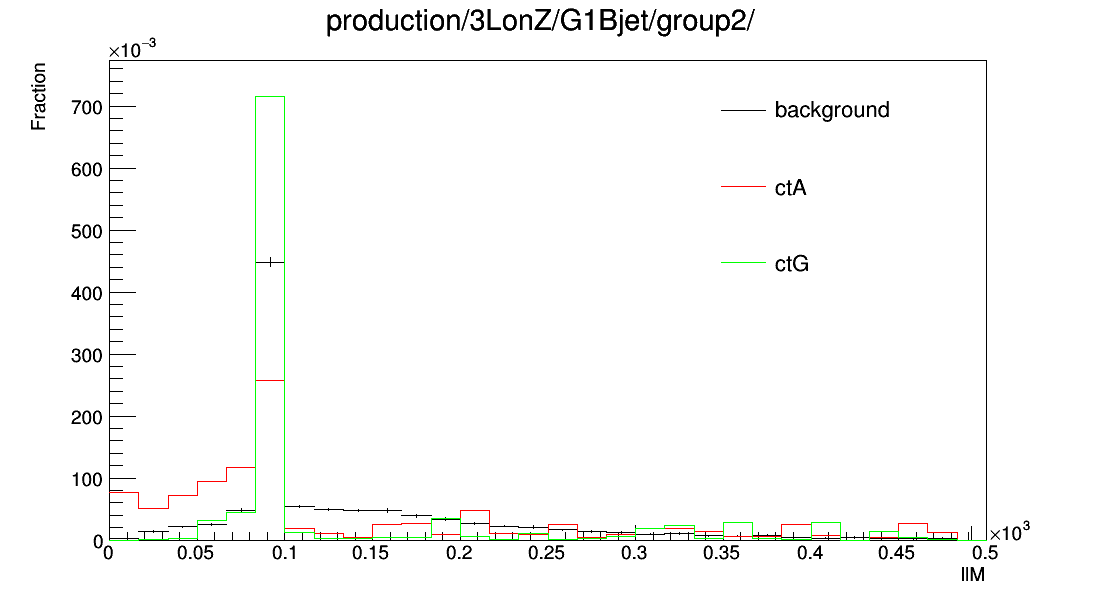 production/3LonZ/G1Bjet/group2/
×10⁻³
Fraction
700
600
500
400
300
200
100
0
background
ctA
ctG
0 0.05 0.1 0.15 0.2 0.25 0.3 0.35 0.4 0.45 0.5
×10³
llM